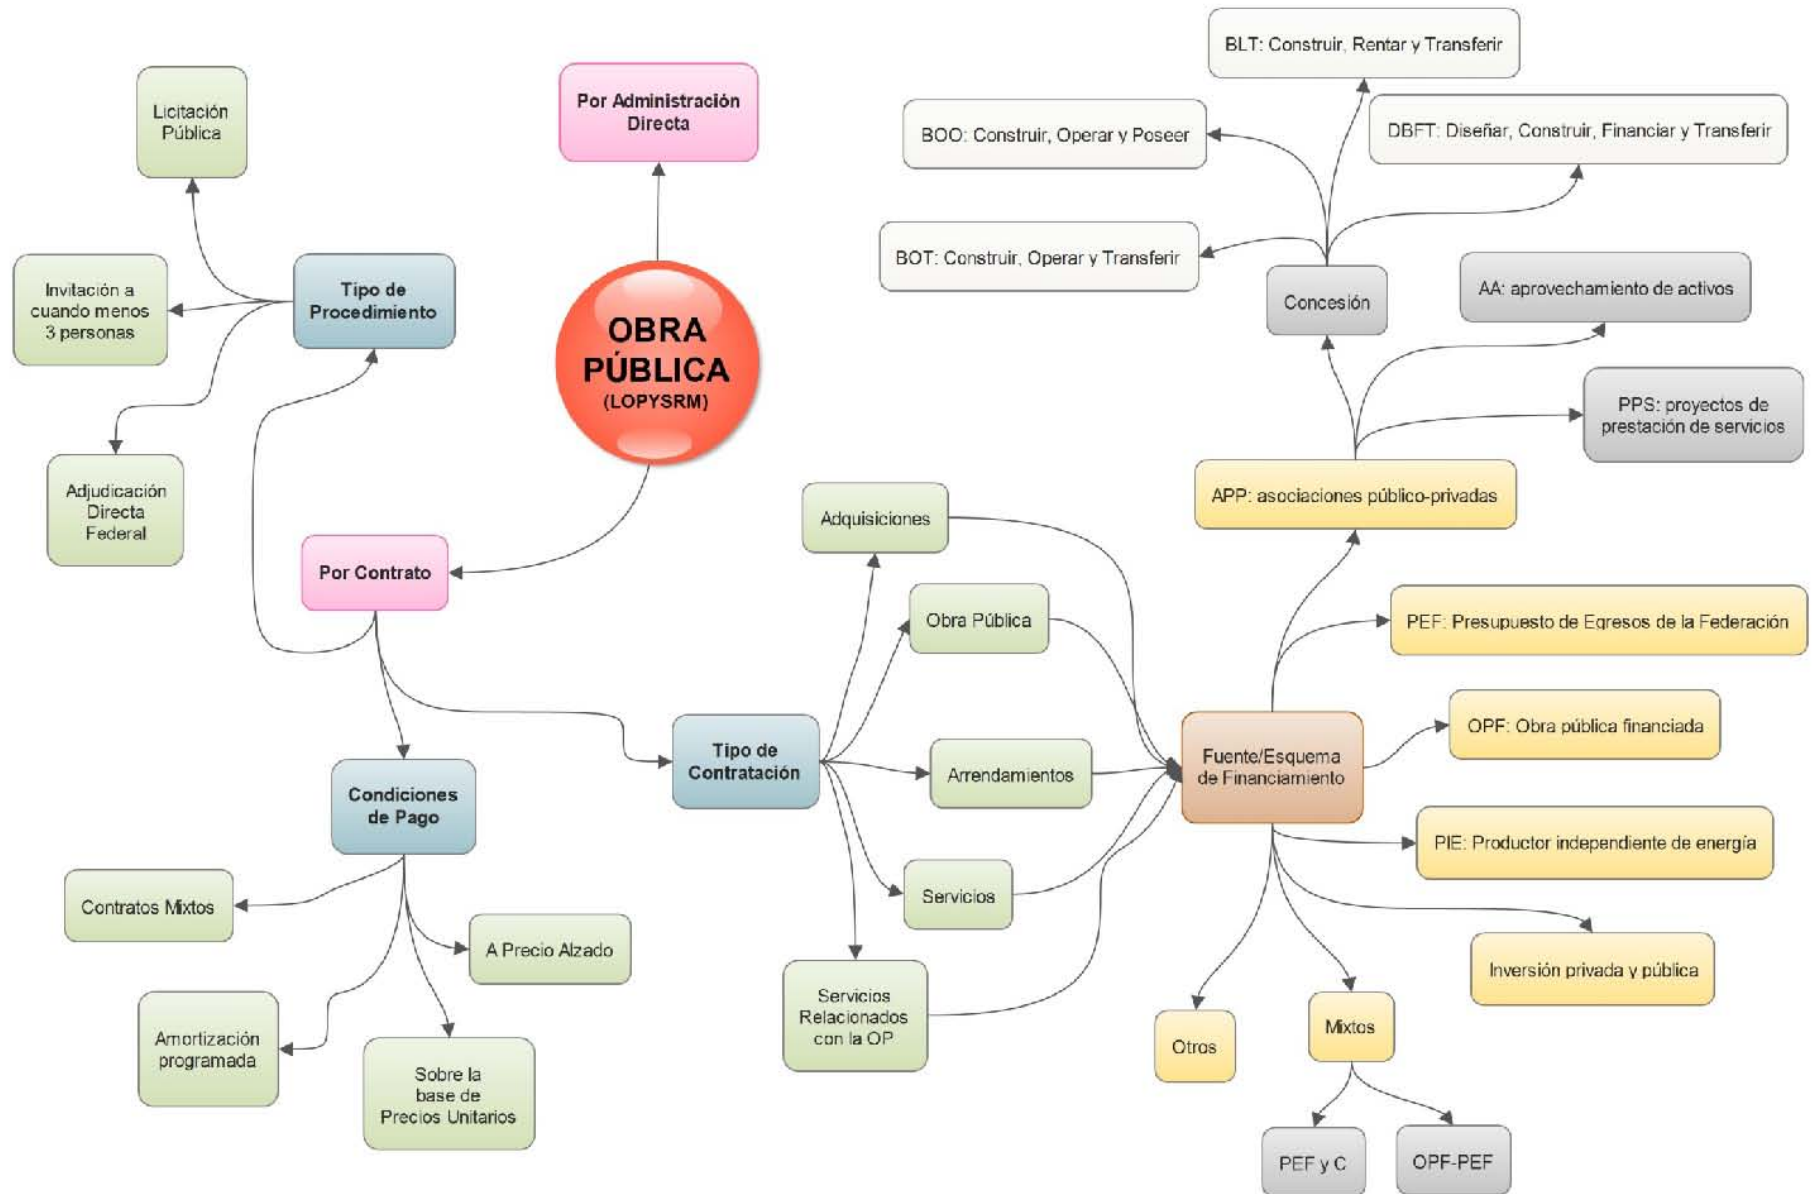 BLT: Construir, Rentar y Transferir
Licitación
Pública
Por Administración
Directa
BOO: Construir, Operar y Poseer
DBFT: Diseñar, Construir, Financiar y Transferir
BOT: Construir, Operar y Transferir
Invitación a
cuando menos
3 personas
Tipo de
Procedimiento
OBRA
PÚBLICA
(LOPYSRM)
Concesión
AA: aprovechamiento de activos
PPS: proyectos de
prestación de servicios
Adjudicación
Directa
Federal
APP: asociaciones público-privadas
Adquisiciones
Por Contrato
Obra Pública
PEF: Presupuesto de Egresos de la Federación
Tipo de
Contratación
Arrendamientos
Fuente/Esquema
de Financiamiento
OPF: Obra pública financiada
Condiciones
de Pago
PIE: Productor independiente de energía
Contratos Mixtos
A Precio Alzado
Servicios
Inversión privada y pública
Amortización
programada
Sobre la
base de
Precios Unitarios
Servicios
Relacionados
con la OP
Otros
Mixtos
PEF y C
OPF-PEF